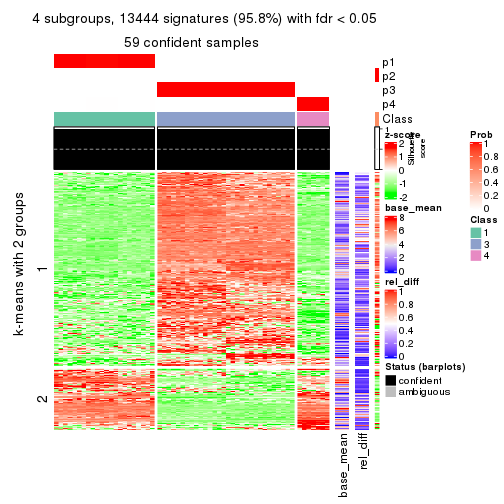 4 subgroups, 13444 signatures (95.8%) with fdr < 0.05
59 confident samples
p1
p2
p3
p4
Class
1
0
Silhouette
score
k-means with 2 groups
1
2
z-score
2
1
0
-1
-2
base_mean
8
6
4
2
0
rel_diff
1
0.8
0.6
0.4
0.2
0
Status (barplots)
confident
ambiguous
Prob
1
0.8
0.6
0.4
0.2
0
Class
1
3
4
base_mean
rel_diff